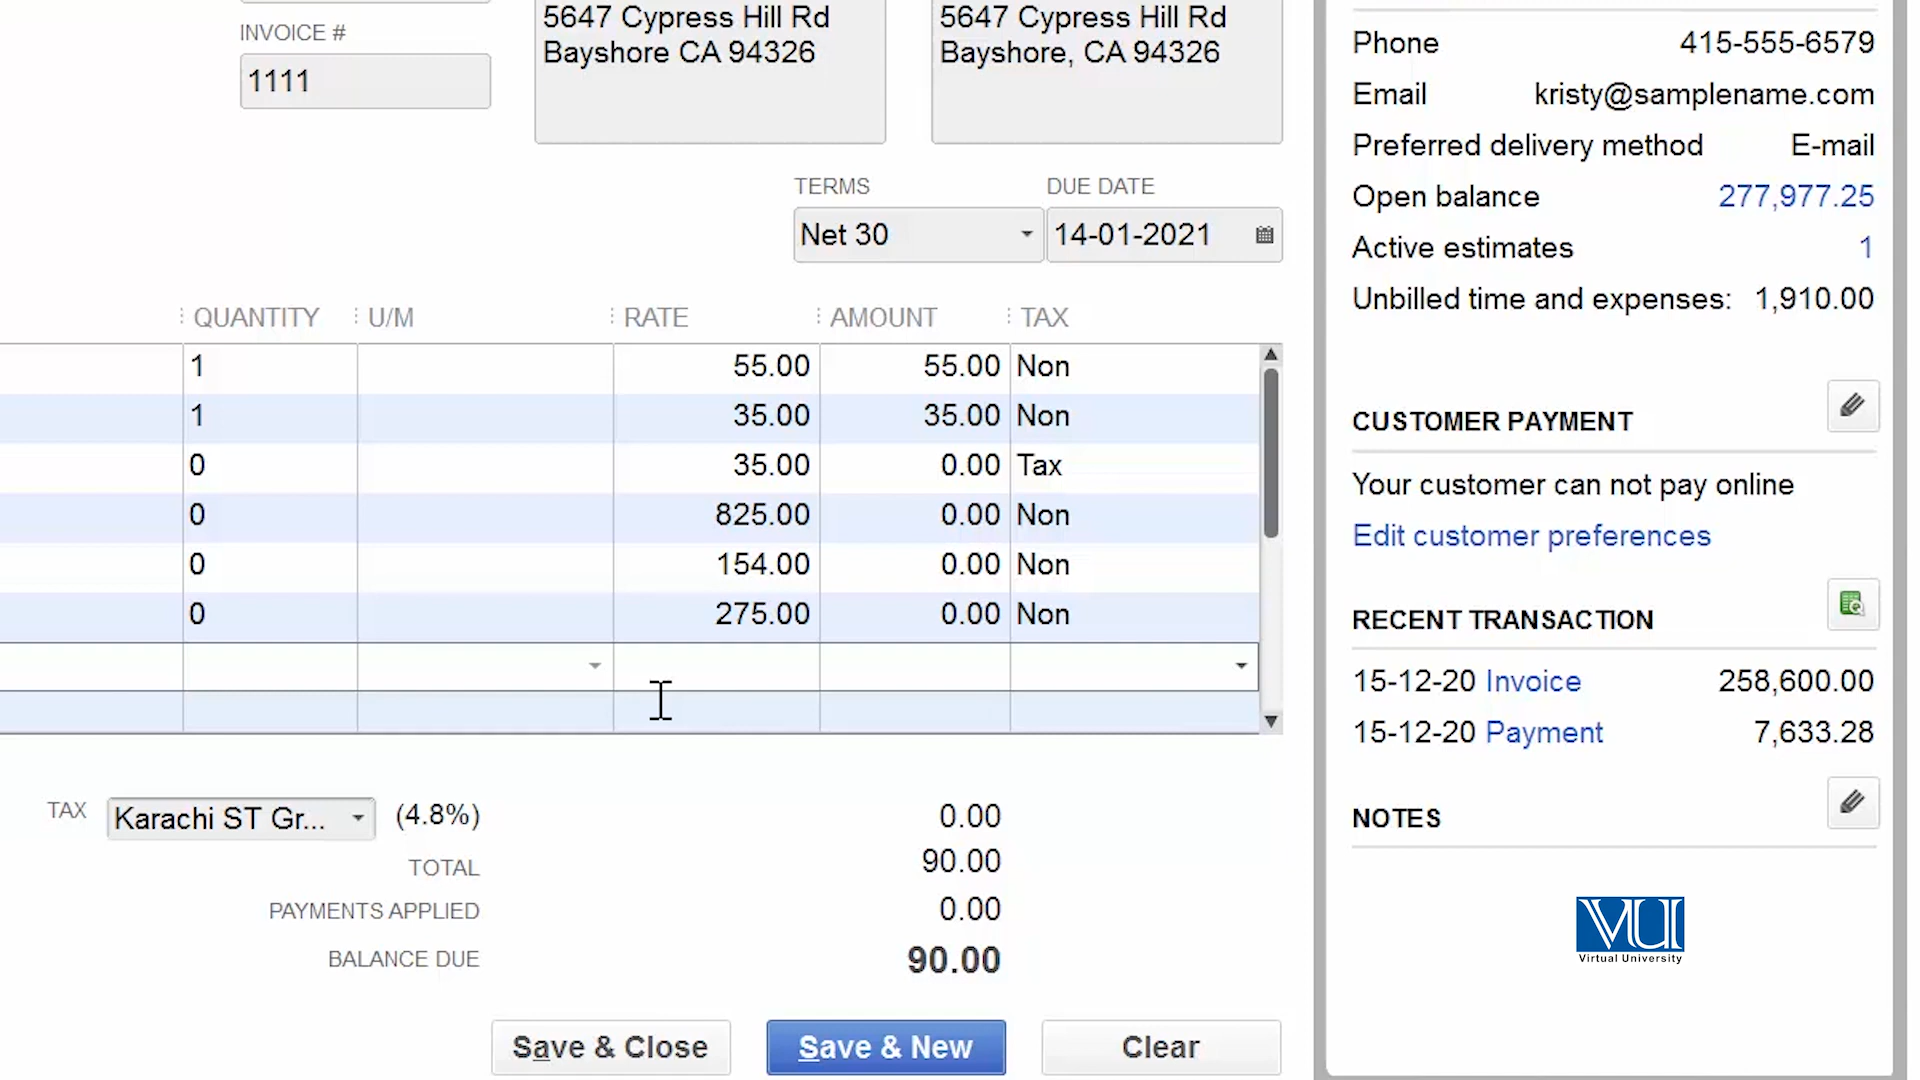 INVOICE #
1111
5647 Cypress Hill Rd
Bayshore CA 94326
5647 Cypress Hill Rd
Bayshore, CA 94326
TERMS DUE DATE
Net 30 14-01-2021
QUANTITY U/M RATE AMOUNT TAX
1 55.00 55.00 Non
1 35.00 35.00 Non
0 35.00 0.00 Tax
0 825.00 0.00 Non
0 154.00 0.00 Non
0 275.00 0.00 Non
TAX Karachi ST Gr... (4.8%) 0.00
TOTAL 90.00
PAYMENTS APPLIED 0.00
BALANCE DUE 90.00
Save & Close Save & New Clear
Phone 415-555-6579
Email kristy@samplename.com
Preferred delivery method E-mail
Open balance 277,977.25
Active estimates 1
Unbilled time and expenses: 1,910.00
CUSTOMER PAYMENT
Your customer can not pay online
Edit customer preferences
RECENT TRANSACTION
15-12-20 Invoice 258,600.00
15-12-20 Payment 7,633.28
NOTES
VU
Virtual University